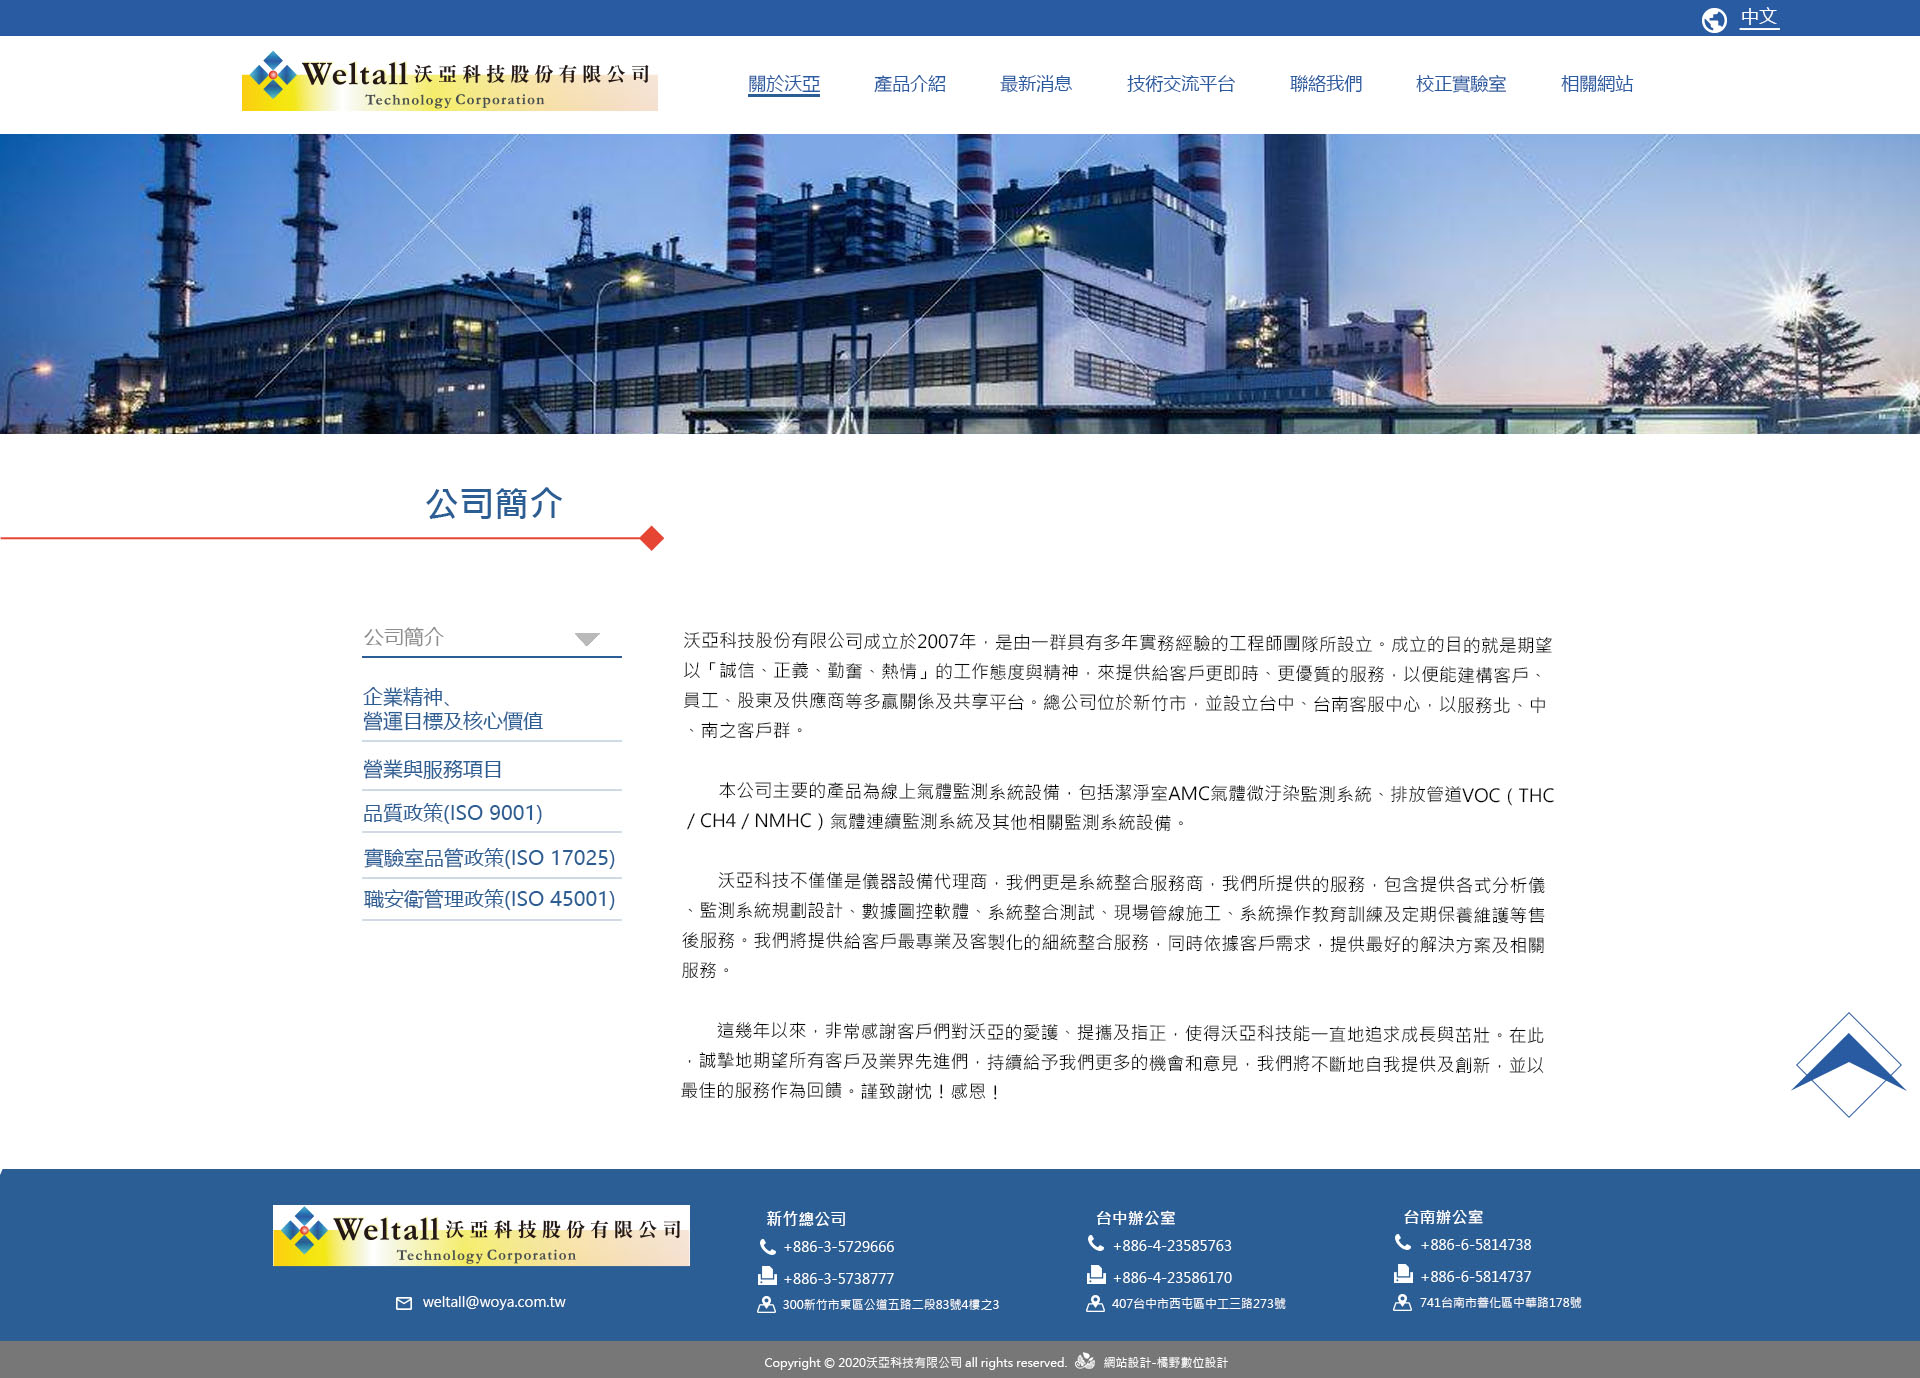 中文
Weltall 沃亞科技股份有限公司
Technology Corporation
關於沃亞 產品介紹 最新消息 技術交流平台 聯絡我們 校正實驗室 相關網站
公司簡介
公司簡介
企業精神、
營運目標及核心價值
營業與服務項目
品質政策(ISO 9001)
實驗室品管政策(ISO 17025)
職安衛管理政策(ISO 45001)
沃亞科技股份有限公司成立於2007年，是由一群具有多年實務經驗的工程師團隊所設立。成立的目的就是期望
以「誠信、正義、勤奮、熱情」的工作態度與精神，來提供給客戶更即時、更優質的服務，以便能建構客戶、
員工、股東及供應商等多贏關係及共享平台。總公司位於新竹市，並設立台中、台南客服中心，以服務北、中
、南之客戶群。
本公司主要的產品為線上氣體監測系統設備，包括潔淨室AMC氣體微汙染監測系統、排放管道VOC（THC
/ CH4 / NMHC）氣體連續監測系統及其他相關監測系統設備。
沃亞科技不僅僅是儀器設備代理商，我們更是系統整合服務商，我們所提供的服務，包含提供各式分析儀
、監測系統規劃設計、數據圖控軟體、系統整合測試、現場管線施工、系統操作教育訓練及定期保養維護等售
後服務。我們將提供給客戶最專業及客製化的細統整合服務，同時依據客戶需求，提供最好的解決方案及相關
服務。
這幾年以來，非常感謝客戶們對沃亞的愛護、提攜及指正，使得沃亞科技能一直地追求成長與茁壯。在此
，誠摯地期望所有客戶及業界先進們，持續給予我們更多的機會和意見，我們將不斷地自我提供及創新，並以
最佳的服務作為回饋。謹致謝忱！感恩！
Weltall 沃亞科技股份有限公司
Technology Corporation
weltall@woya.com.tw
新竹總公司
+886-3-5729666
+886-3-5738777
300新竹市東區公道五路二段83號4樓之3
台中辦公室
+886-4-23585763
+886-4-23586170
407台中市西屯區中工三路273號
台南辦公室
+886-6-5814738
+886-6-5814737
741台南市善化區中華路178號
Copyright © 2020沃亞科技有限公司 all rights reserved. 網站設計-橘野數位設計